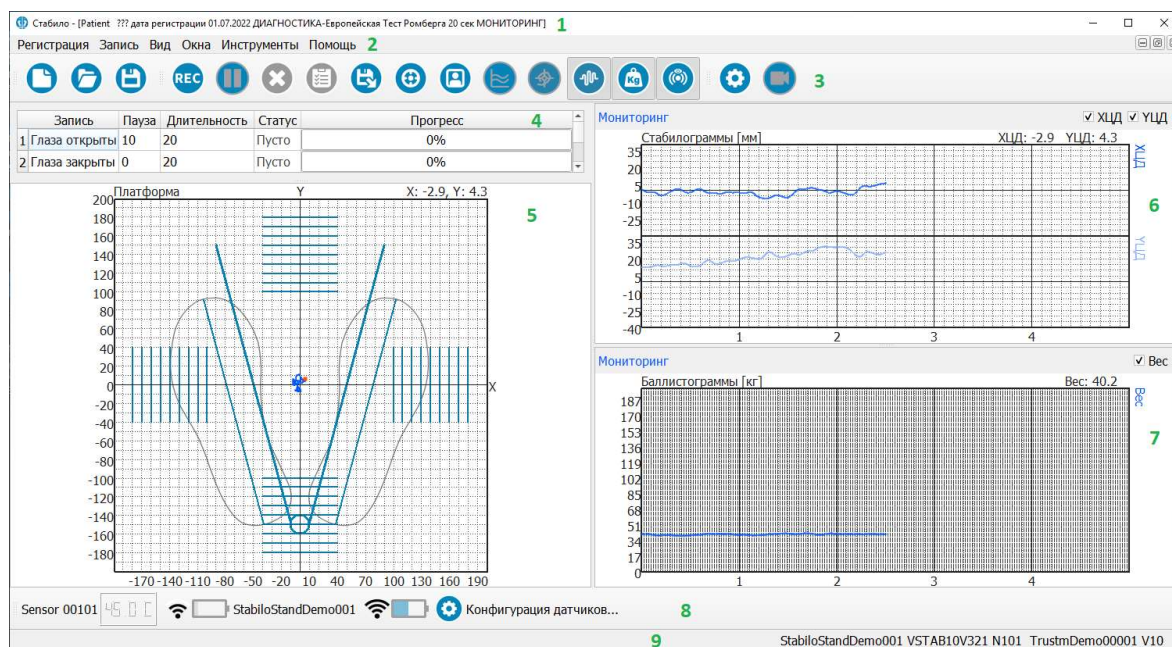 Стабило - [Patient ??? дата регистрации 01.07.2022 ДИАГНОСТИКА-Европейская Тест Ромберга 20 сек МОНИТОРИНГ] 1
Регистрация Запись Вид Окна Инструменты Помощь 2
REC Kg 3
Запись Пауза Длительность Статус Прогресс 4
1 Глаза открыты 10 20 Пусто 0%
2 Глаза закрыты 0 20 Пусто 0%
Платформа Y X: -2.9, Y: 4.3
5
200
180
160
140
120
100
80
60
40
20
0 X
-20
-40
-60
-80
-100
-120
-140
-160
-180
-170 -140 -110 -80 -50 -20 10 40 70 100 130 160 190
Мониторинг ХЦД YЦД
Стабилограммы [мм] ХЦД: -2.9 YЦД: 4.3
35
20
5
-10
-25
ХЦД
6
35
20
5
-10
-25
-40
YЦД
1 2 3 4
Мониторинг Вес
Баллистограммы [кг] Вес: 40.2
187
170
153
136
119
102
85
68
51
34
17
0
Вес
7
1 2 3 4
Sensor 00101 StabiloStandDemo001 Конфигурация датчиков... 8
9 StabiloStandDemo001 VSTAB10V321 N101 TrustmDemo00001 V10